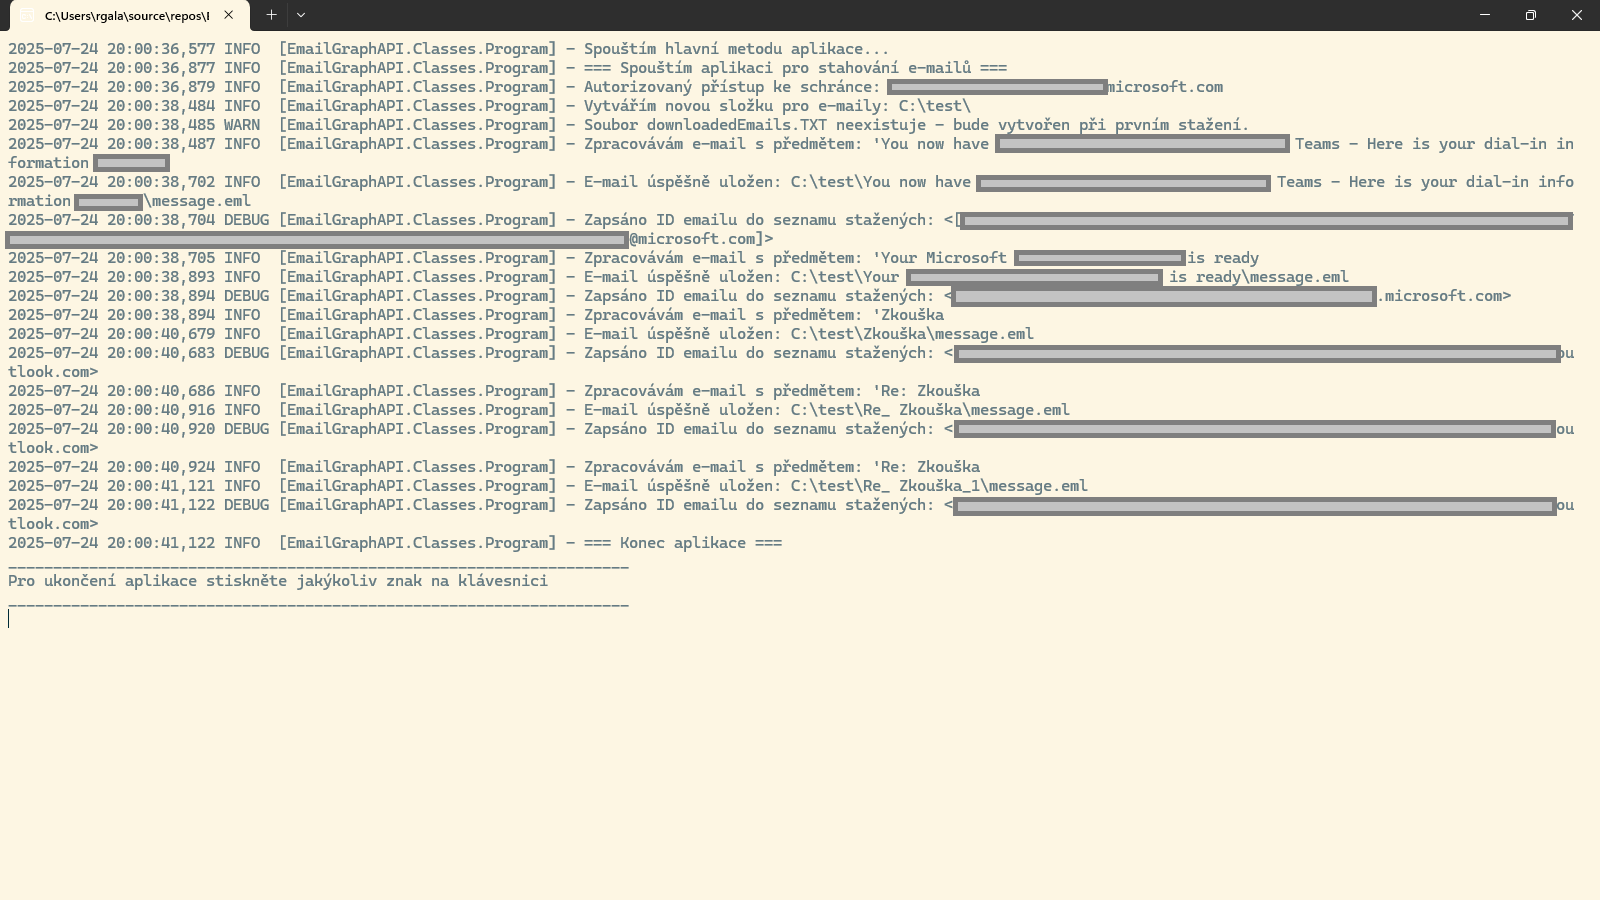 C:\Users\rgala\source\repos\E
2025-07-24 20:00:36,577 INFO  [EmailGraphAPI.Classes.Program] - Spouštím hlavní metodu aplikace...
2025-07-24 20:00:36,877 INFO  [EmailGraphAPI.Classes.Program] - === Spouštím aplikaci pro stahování e-mailů ===
2025-07-24 20:00:36,879 INFO  [EmailGraphAPI.Classes.Program] - Autorizovaný přístup ke schránce: microsoft.com
2025-07-24 20:00:38,484 INFO  [EmailGraphAPI.Classes.Program] - Vytvářím novou složku pro e-maily: C:\test\
2025-07-24 20:00:38,485 WARN  [EmailGraphAPI.Classes.Program] - Soubor downloadedEmails.TXT neexistuje - bude vytvořen při prvním stažení.
2025-07-24 20:00:38,487 INFO  [EmailGraphAPI.Classes.Program] - Zpracovávám e-mail s předmětem: 'You now have Teams - Here is your dial-in in
formation
2025-07-24 20:00:38,702 INFO  [EmailGraphAPI.Classes.Program] - E-mail úspěšně uložen: C:\test\You now have Teams - Here is your dial-in info
rmation \message.eml
2025-07-24 20:00:38,704 DEBUG [EmailGraphAPI.Classes.Program] - Zapsáno ID emailu do seznamu stažených: <[
@microsoft.com]>
2025-07-24 20:00:38,705 INFO  [EmailGraphAPI.Classes.Program] - Zpracovávám e-mail s předmětem: 'Your Microsoft is ready
2025-07-24 20:00:38,893 INFO  [EmailGraphAPI.Classes.Program] - E-mail úspěšně uložen: C:\test\Your is ready\message.eml
2025-07-24 20:00:38,894 DEBUG [EmailGraphAPI.Classes.Program] - Zapsáno ID emailu do seznamu stažených: < .microsoft.com>
2025-07-24 20:00:38,894 INFO  [EmailGraphAPI.Classes.Program] - Zpracovávám e-mail s předmětem: 'Zkouška
2025-07-24 20:00:40,679 INFO  [EmailGraphAPI.Classes.Program] - E-mail úspěšně uložen: C:\test\Zkouška\message.eml
2025-07-24 20:00:40,683 DEBUG [EmailGraphAPI.Classes.Program] - Zapsáno ID emailu do seznamu stažených: < ou
tlook.com>
2025-07-24 20:00:40,686 INFO  [EmailGraphAPI.Classes.Program] - Zpracovávám e-mail s předmětem: 'Re: Zkouška
2025-07-24 20:00:40,916 INFO  [EmailGraphAPI.Classes.Program] - E-mail úspěšně uložen: C:\test\Re_ Zkouška\message.eml
2025-07-24 20:00:40,920 DEBUG [EmailGraphAPI.Classes.Program] - Zapsáno ID emailu do seznamu stažených: < ou
tlook.com>
2025-07-24 20:00:40,924 INFO  [EmailGraphAPI.Classes.Program] - Zpracovávám e-mail s předmětem: 'Re: Zkouška
2025-07-24 20:00:41,121 INFO  [EmailGraphAPI.Classes.Program] - E-mail úspěšně uložen: C:\test\Re_ Zkouška_1\message.eml
2025-07-24 20:00:41,122 DEBUG [EmailGraphAPI.Classes.Program] - Zapsáno ID emailu do seznamu stažených: < ou
tlook.com>
2025-07-24 20:00:41,122 INFO  [EmailGraphAPI.Classes.Program] - === Konec aplikace ===
_____________________________________________________________________
Pro ukončení aplikace stiskněte jakýkoliv znak na klávesnici
_____________________________________________________________________